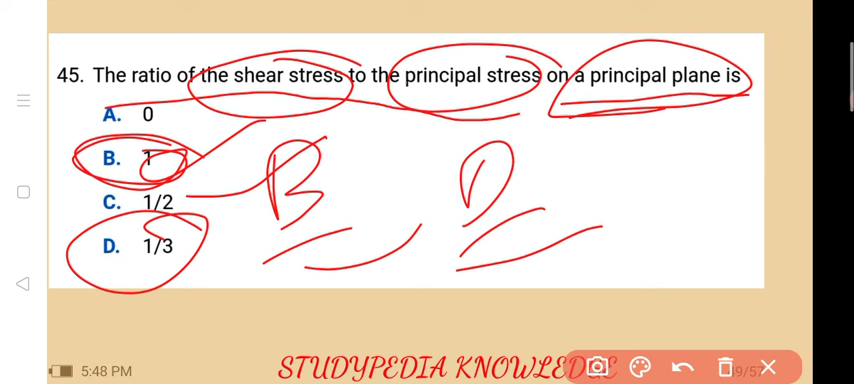 45. The ratio of the shear stress to the principal stress on a principal plane is
A. 0
B. 1
C. 1/2
D. 1/3
B D
5:48 PM
STUDYPEDIA KNOWLEDGE